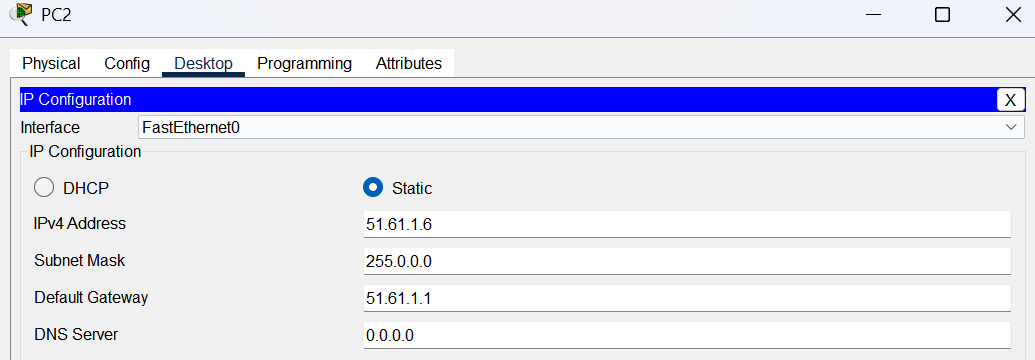 PC2
Physical Config Desktop Programming Attributes
IP Configuration X
Interface FastEthernet0
IP Configuration
DHCP Static
IPv4 Address 51.61.1.6
Subnet Mask 255.0.0.0
Default Gateway 51.61.1.1
DNS Server 0.0.0.0